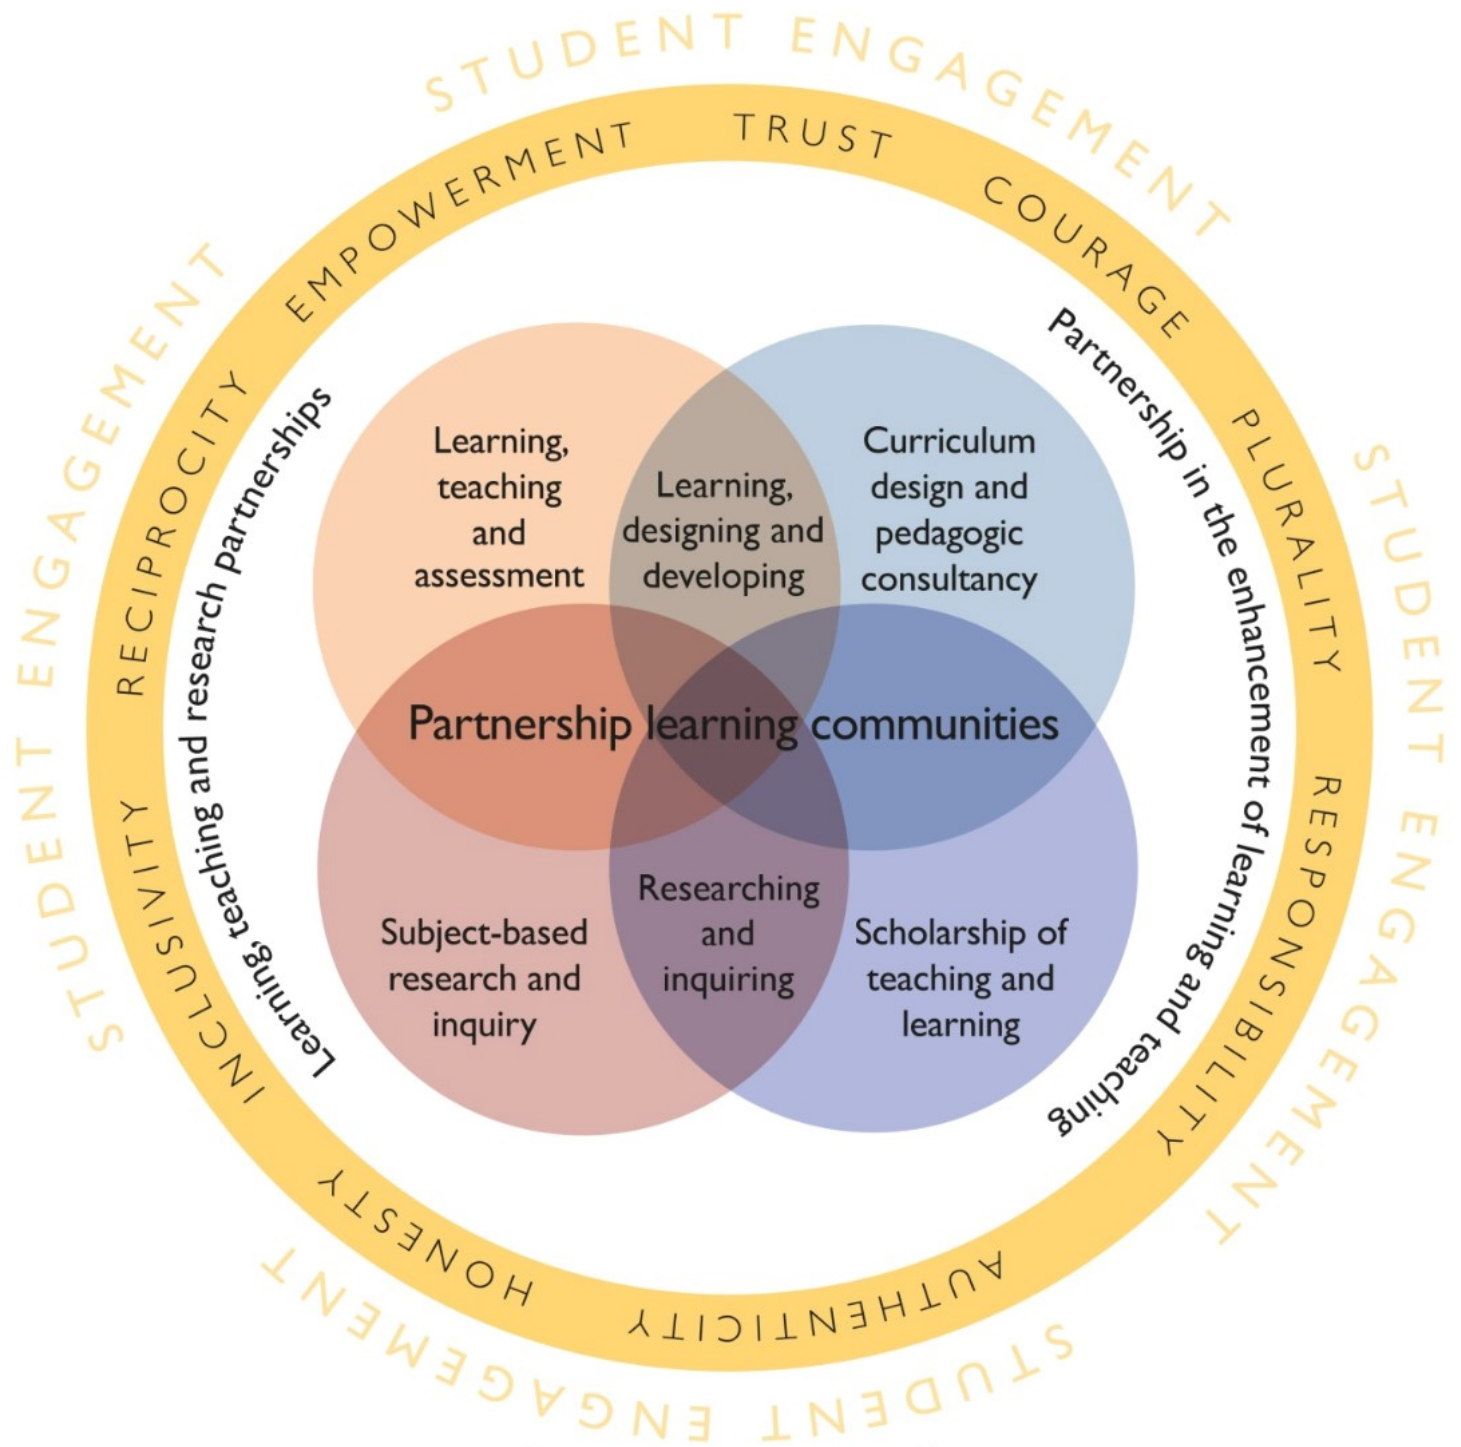 STUDENT ENGAGEMENT
STUDENT ENGAGEMENT
STUDENT ENGAGEMENT
STUDENT ENGAGEMENT
TRUST
COURAGE
PLURALITY
RESPONSIBILITY
AUTHENTICITY
HONESTY
INCLUSIVITY
RECIPROCITY
EMPOWERMENT
Learning, teaching and research partnerships
Partnership in the enhancement of learning and teaching
Learning,
teaching
and
assessment
Learning,
designing and
developing
Curriculum
design and
pedagogic
consultancy
Partnership learning communities
Subject-based
research and
inquiry
Researching
and
inquiring
Scholarship of
teaching and
learning